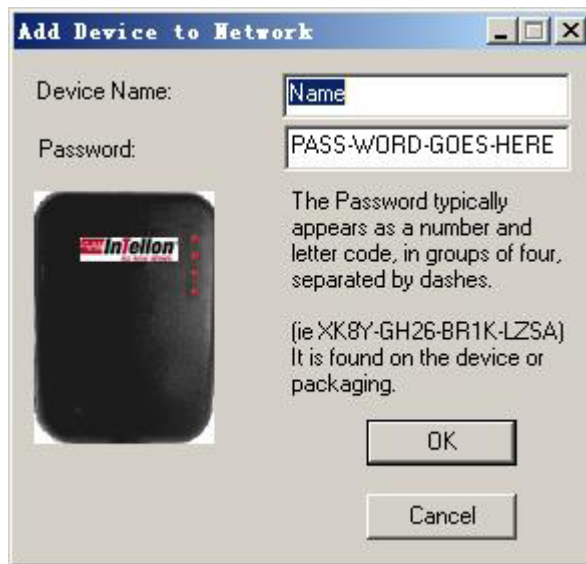 Add Device to Network
Device Name:
Name
Password:
PASS-WORD-GOES-HERE
InTellon
The Password typically
appears as a number and
letter code, in groups of four,
separated by dashes.
(ie XK8Y-GH26-BR1K-LZSA)
It is found on the device or
packaging.
OK
Cancel